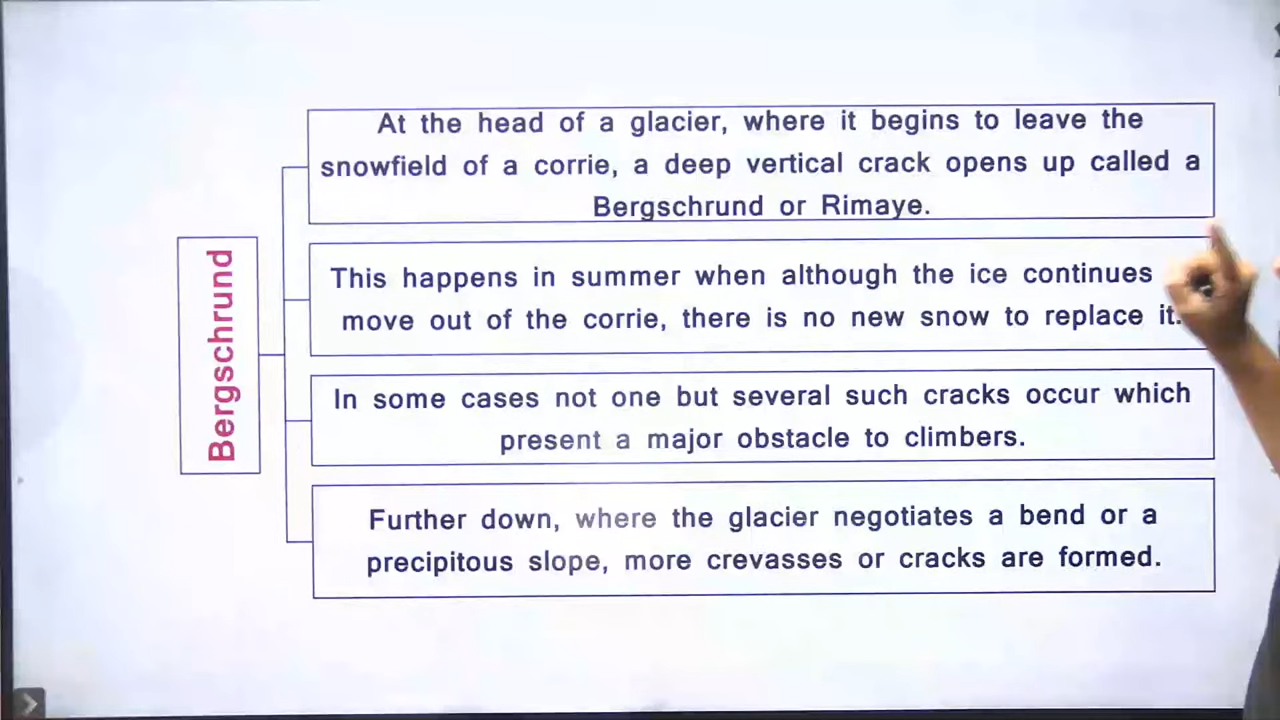 Bergschrund
At the head of a glacier, where it begins to leave the
snowfield of a corrie, a deep vertical crack opens up called a
Bergschrund or Rimaye.
This happens in summer when although the ice continues
move out of the corrie, there is no new snow to replace it.
In some cases not one but several such cracks occur which
present a major obstacle to climbers.
Further down, where the glacier negotiates a bend or a
precipitous slope, more crevasses or cracks are formed.